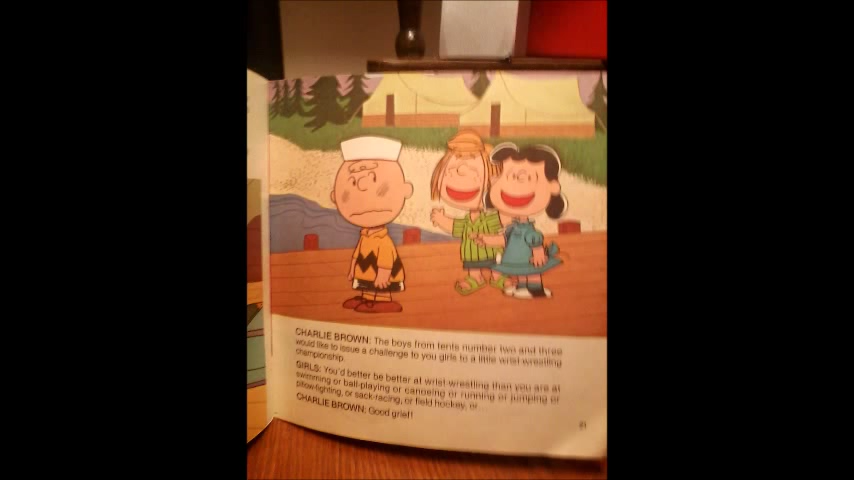 CHARLIE BROWN: The boys from tents number two and three
would like to issue a challenge to you girls to a little wrist-wrestling
championship.
GIRLS: You'd better be better at wrist-wrestling than you are at
swimming or ball-playing or canoeing or running or jumping or
pillow-fighting, or sack-racing, or field hockey, or
CHARLIE BROWN: Good grief!